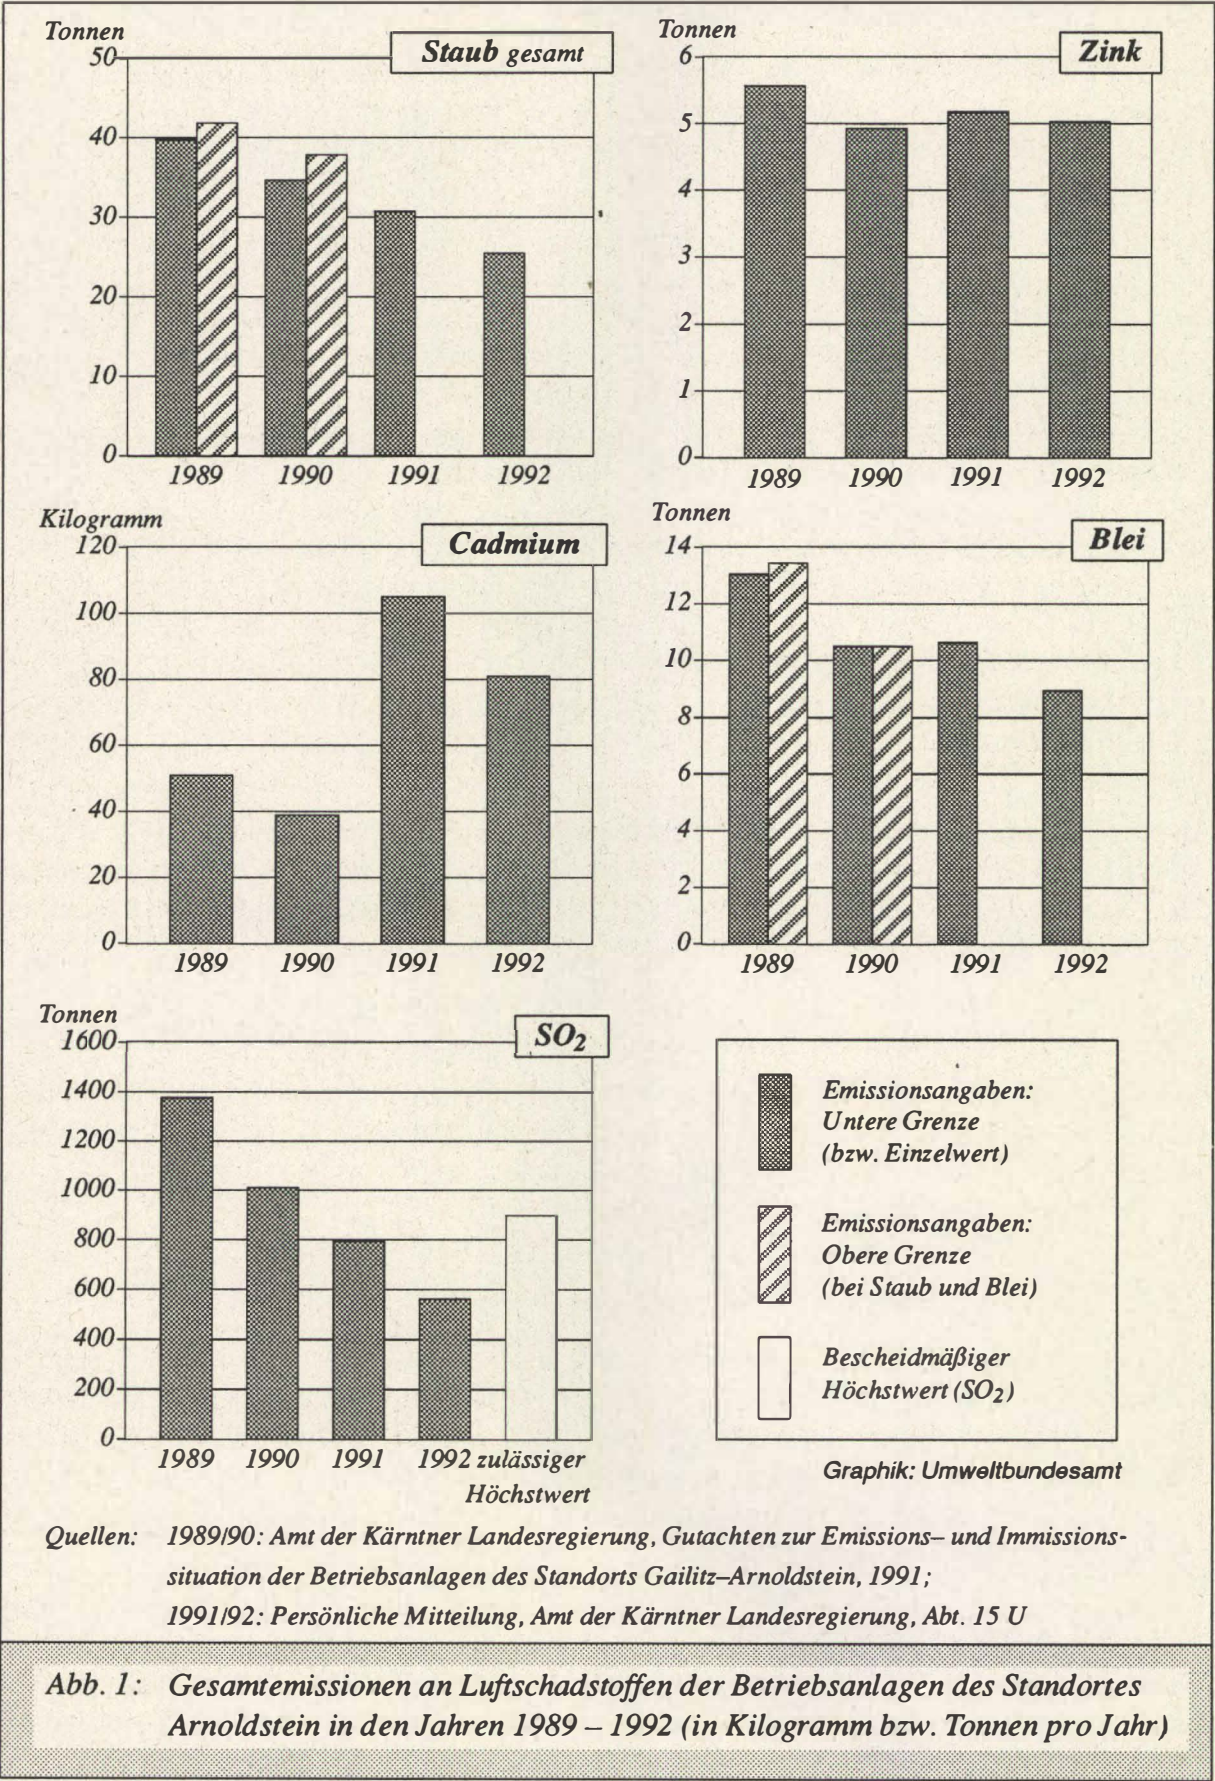 Tonnen
Staub gesamt
50
40
30
20
10
0
1989 1990 1991 1992
Tonnen
Zink
6
5
4
3
2
1
0
1989 1990 1991 1992
Kilogramm
Cadmium
120
100
80
60
40
20
0
1989 1990 1991 1992
Tonnen
Blei
14
12
10
8
6
4
2
0
1989 1990 1991 1992
Tonnen
SO2
1600
1400
1200
1000
800
600
400
200
0
1989 1990 1991 1992 zulässiger
Höchstwert
Emissionsangaben:
Untere Grenze
(bzw. Einzelwert)
Emissionsangaben:
Obere Grenze
(bei Staub und Blei)
Bescheidmäßiger
Höchstwert (SO2)
Graphik: Umweltbundesamt
Quellen: 1989/90: Amt der Kärntner Landesregierung, Gutachten zur Emissions– und Immissions-
situation der Betriebsanlagen des Standorts Gailitz–Arnoldstein, 1991;
1991/92: Persönliche Mitteilung, Amt der Kärntner Landesregierung, Abt. 15 U
Abb. 1: Gesamtemissionen an Luftschadstoffen der Betriebsanlagen des Standortes
Arnoldstein in den Jahren 1989 – 1992 (in Kilogramm bzw. Tonnen pro Jahr)